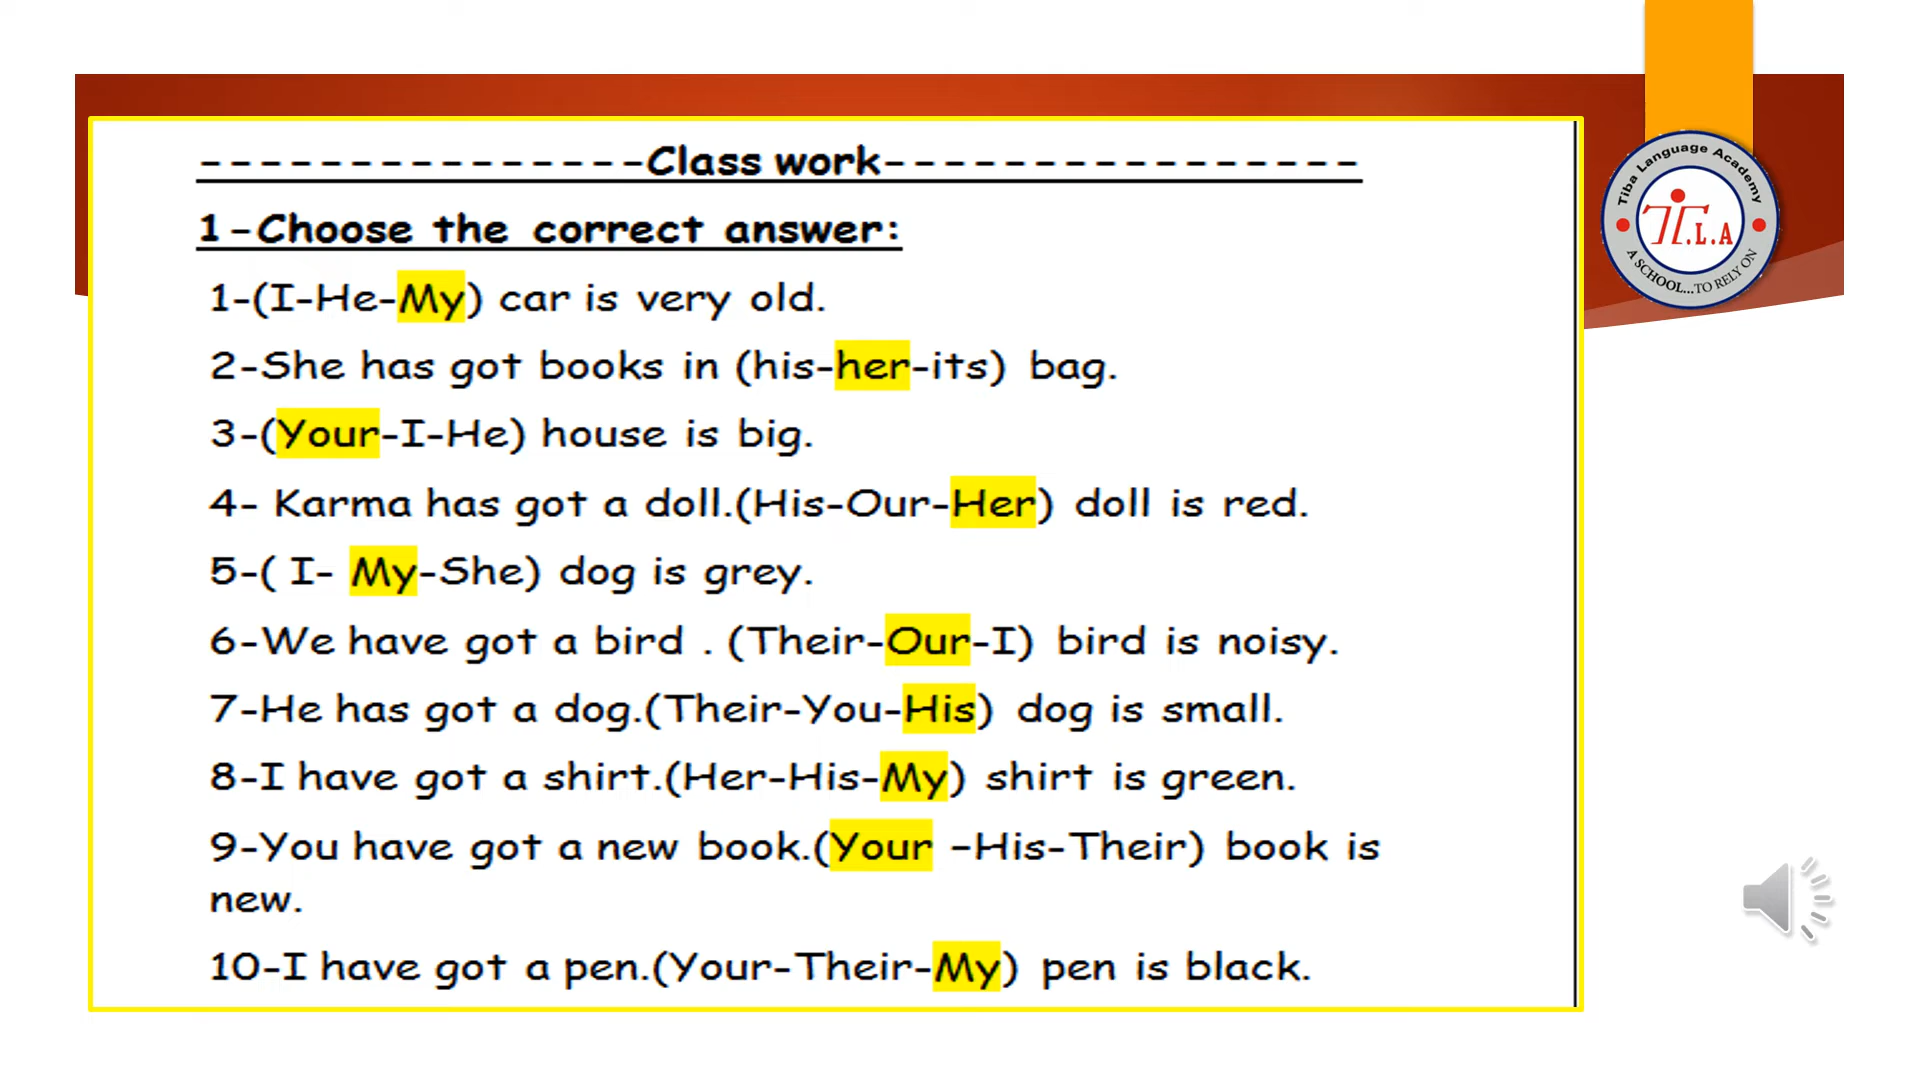 ---------------Class work----------------
1-Choose the correct answer:
1-(I-He-My) car is very old.
2-She has got books in (his-her-its) bag.
3-(Your-I-He) house is big.
4- Karma has got a doll.(His-Our-Her) doll is red.
5-( I- My-She) dog is grey.
6-We have got a bird . (Their-Our-I) bird is noisy.
7-He has got a dog.(Their-You-His) dog is small.
8-I have got a shirt.(Her-His-My) shirt is green.
9-You have got a new book.(Your –His-Their) book is
new.
10-I have got a pen.(Your-Their-My) pen is black.
Tiba Language Academy
T.L.A
A SCHOOL...TO RELY ON